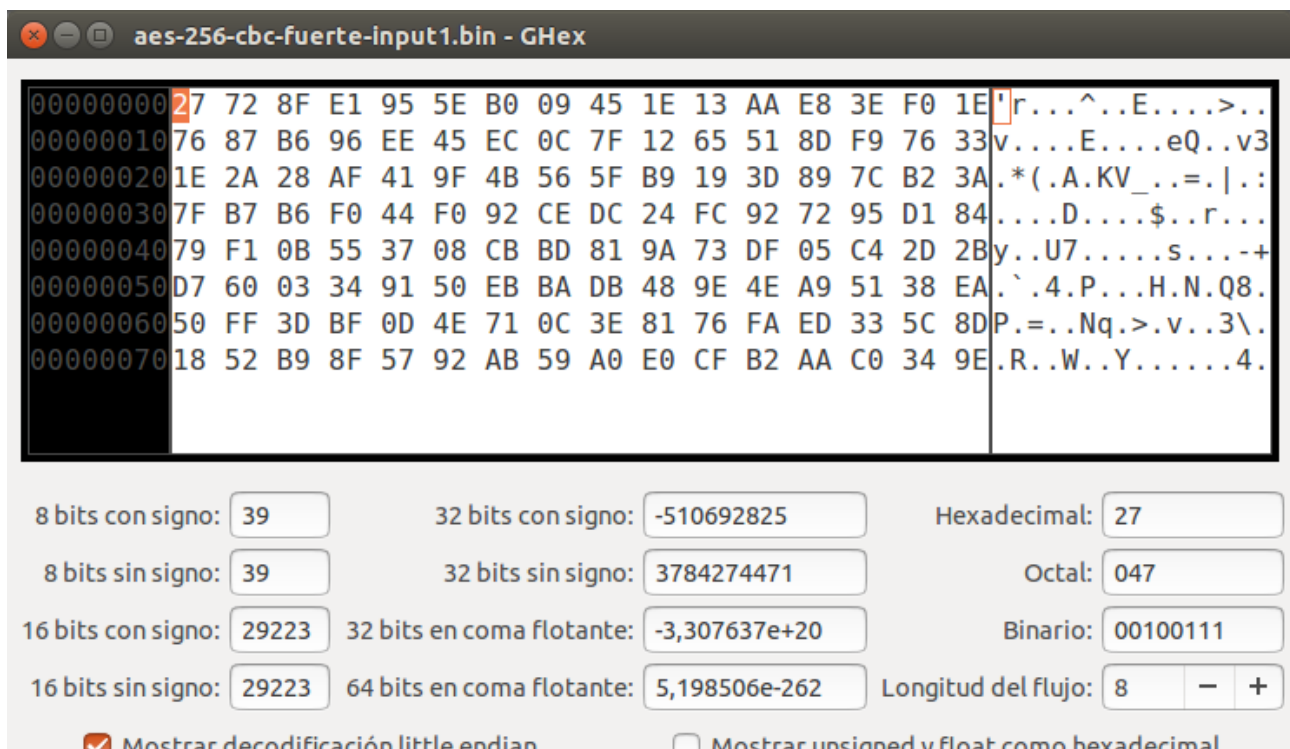 aes-256-cbc-fuerte-input1.bin - GHex
00000000 27 72 8F E1 95 5E B0 09 45 1E 13 AA E8 3E F0 1E 'r...^..E....>..
00000010 76 87 B6 96 EE 45 EC 0C 7F 12 65 51 8D F9 76 33 v....E....eQ..v3
00000020 1E 2A 28 AF 41 9F 4B 56 5F B9 19 3D 89 7C B2 3A .*(.A.KV_..=.|.:
00000030 7F B7 B6 F0 44 F0 92 CE DC 24 FC 92 72 95 D1 84 ....D....$..r...
00000040 79 F1 0B 55 37 08 CB BD 81 9A 73 DF 05 C4 2D 2B y..U7.....s...-+
00000050 D7 60 03 34 91 50 EB BA DB 48 9E 4E A9 51 38 EA .`.4.P...H.N.Q8.
00000060 50 FF 3D BF 0D 4E 71 0C 3E 81 76 FA ED 33 5C 8D P.=..Nq.>.v..3\.
00000070 18 52 B9 8F 57 92 AB 59 A0 E0 CF B2 AA C0 34 9E .R..W..Y......4.
8 bits con signo: 39 32 bits con signo: -510692825 Hexadecimal: 27
8 bits sin signo: 39 32 bits sin signo: 3784274471 Octal: 047
16 bits con signo: 29223 32 bits en coma flotante: -3,307637e+20 Binario: 00100111
16 bits sin signo: 29223 64 bits en coma flotante: 5,198506e-262 Longitud del flujo: 8 − +
Mostrar decodificación little endian Mostrar unsigned y float como hexadecimal